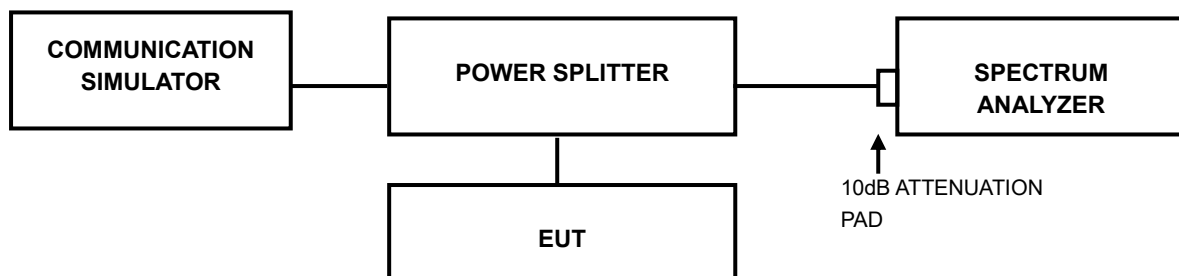 COMMUNICATION
SIMULATOR
POWER SPLITTER
SPECTRUM
ANALYZER
10dB ATTENUATION
PAD
EUT